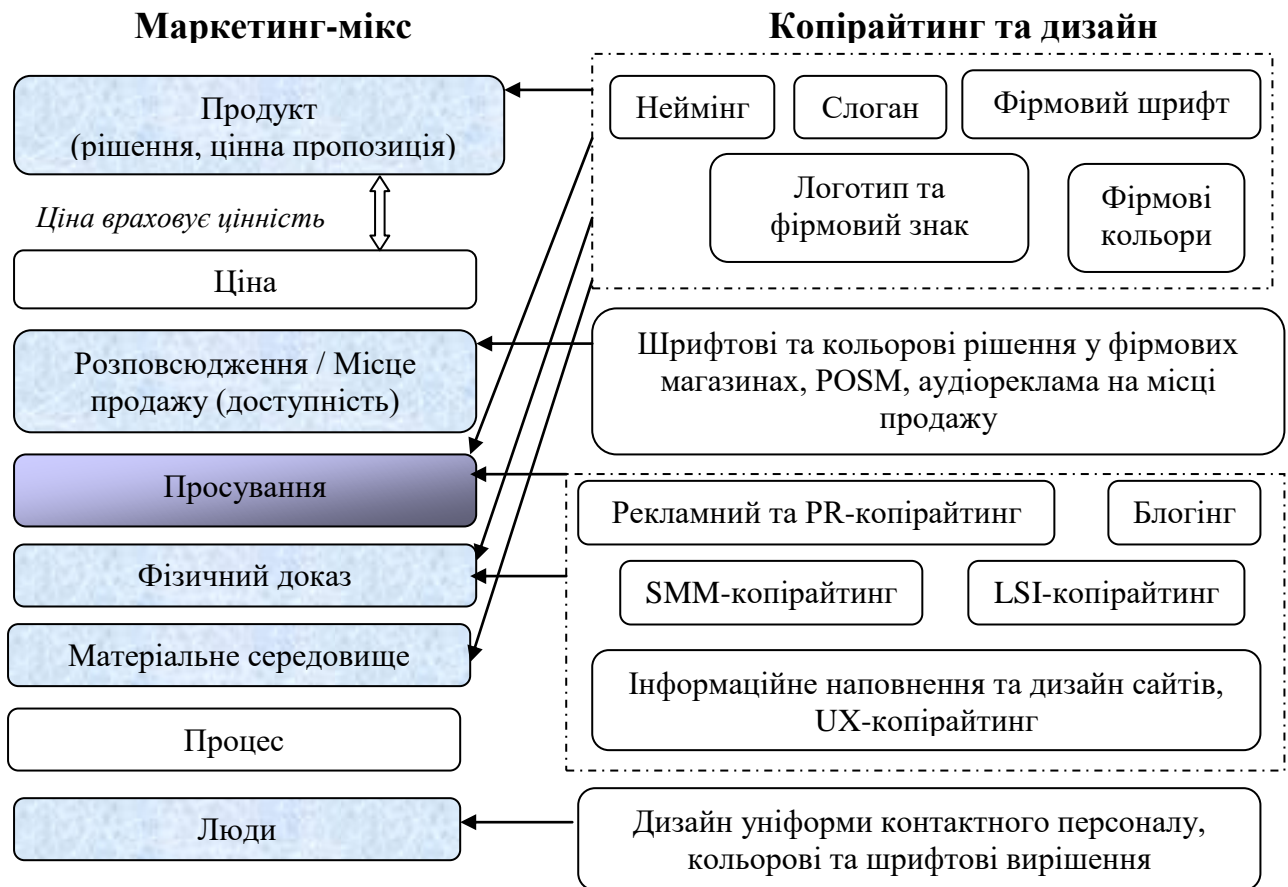 Маркетинг-мікс
Копірайтинг та дизайн
Продукт
(рішення, цінна пропозиція)
Ціна враховує цінність
Ціна
Розповсюдження / Місце
продажу (доступність)
Просування
Фізичний доказ
Матеріальне середовище
Процес
Люди
Неймінг
Слоган
Фірмовий шрифт
Логотип та
фірмовий знак
Фірмові
кольори
Шрифтові та кольорові рішення у фірмових
магазинах, POSM, аудіореклама на місці
продажу
Рекламний та PR-копірайтинг
Блогінг
SMM-копірайтинг
LSI-копірайтинг
Інформаційне наповнення та дизайн сайтів,
UX-копірайтинг
Дизайн уніформи контактного персоналу,
кольорові та шрифтові вирішення